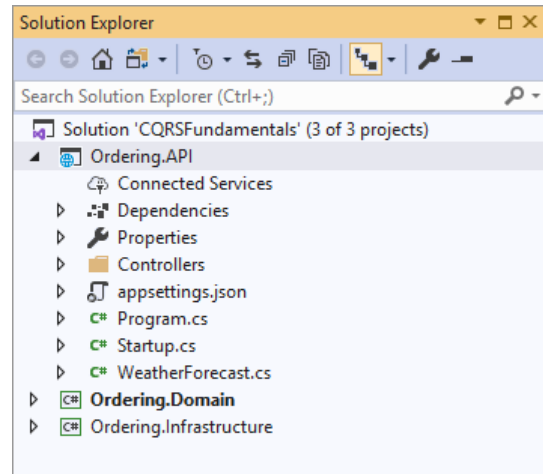 Solution Explorer
Search Solution Explorer (Ctrl+;)
Solution 'CQRSFundamentals' (3 of 3 projects)
Ordering.API
Connected Services
Dependencies
Properties
Controllers
appsettings.json
C# Program.cs
C# Startup.cs
C# WeatherForecast.cs
C# Ordering.Domain
C# Ordering.Infrastructure